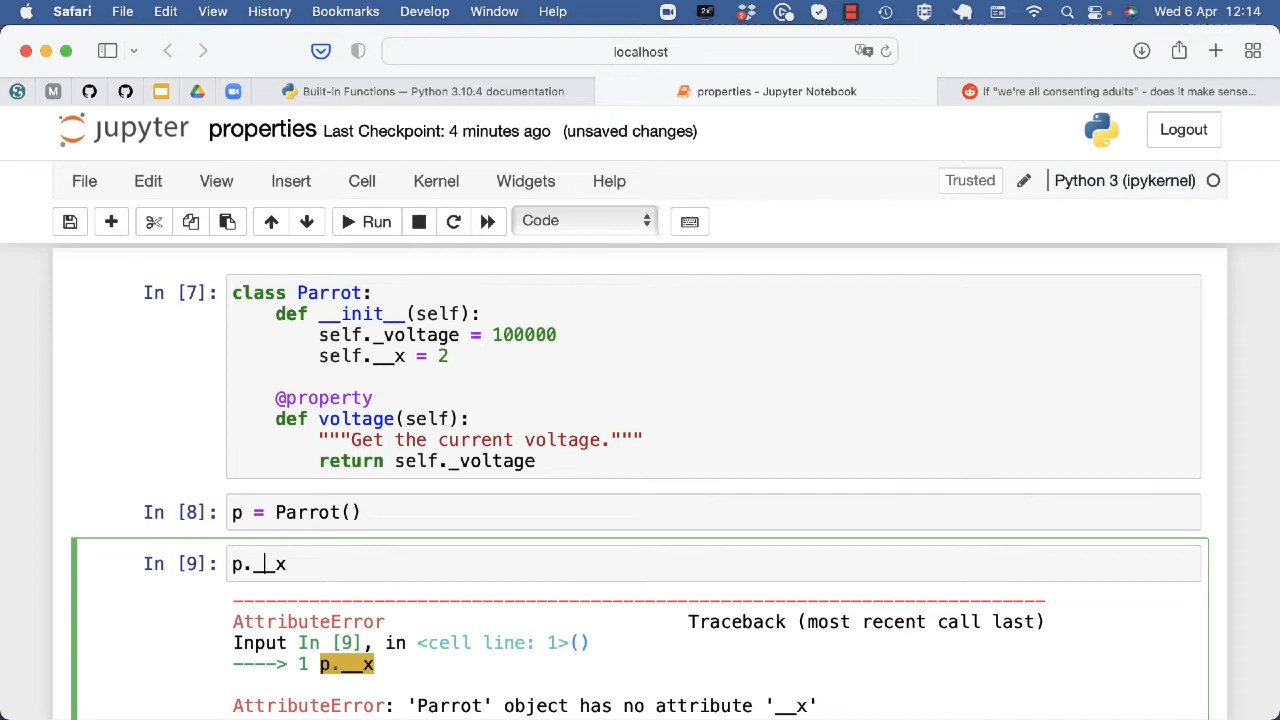 Safari File Edit View History Bookmarks Develop Window Help Wed 6 Apr 12:14
localhost
M Built-in Functions — Python 3.10.4 documentation properties - Jupyter Notebook If "we're all consenting adults" - does it make sense...
jupyter properties Last Checkpoint: 4 minutes ago (unsaved changes) Logout
File Edit View Insert Cell Kernel Widgets Help Trusted Python 3 (ipykernel)
Run Code
In [7]: class Parrot:
def __init__(self):
self._voltage = 100000
self.__x = 2
@property
def voltage(self):
"""Get the current voltage."""
return self._voltage
In [8]: p = Parrot()
In [9]: p.__x
---------------------------------------------------------------------------
AttributeError Traceback (most recent call last)
Input In [9], in <cell line: 1>()
----> 1 p.__x
AttributeError: 'Parrot' object has no attribute '__x'